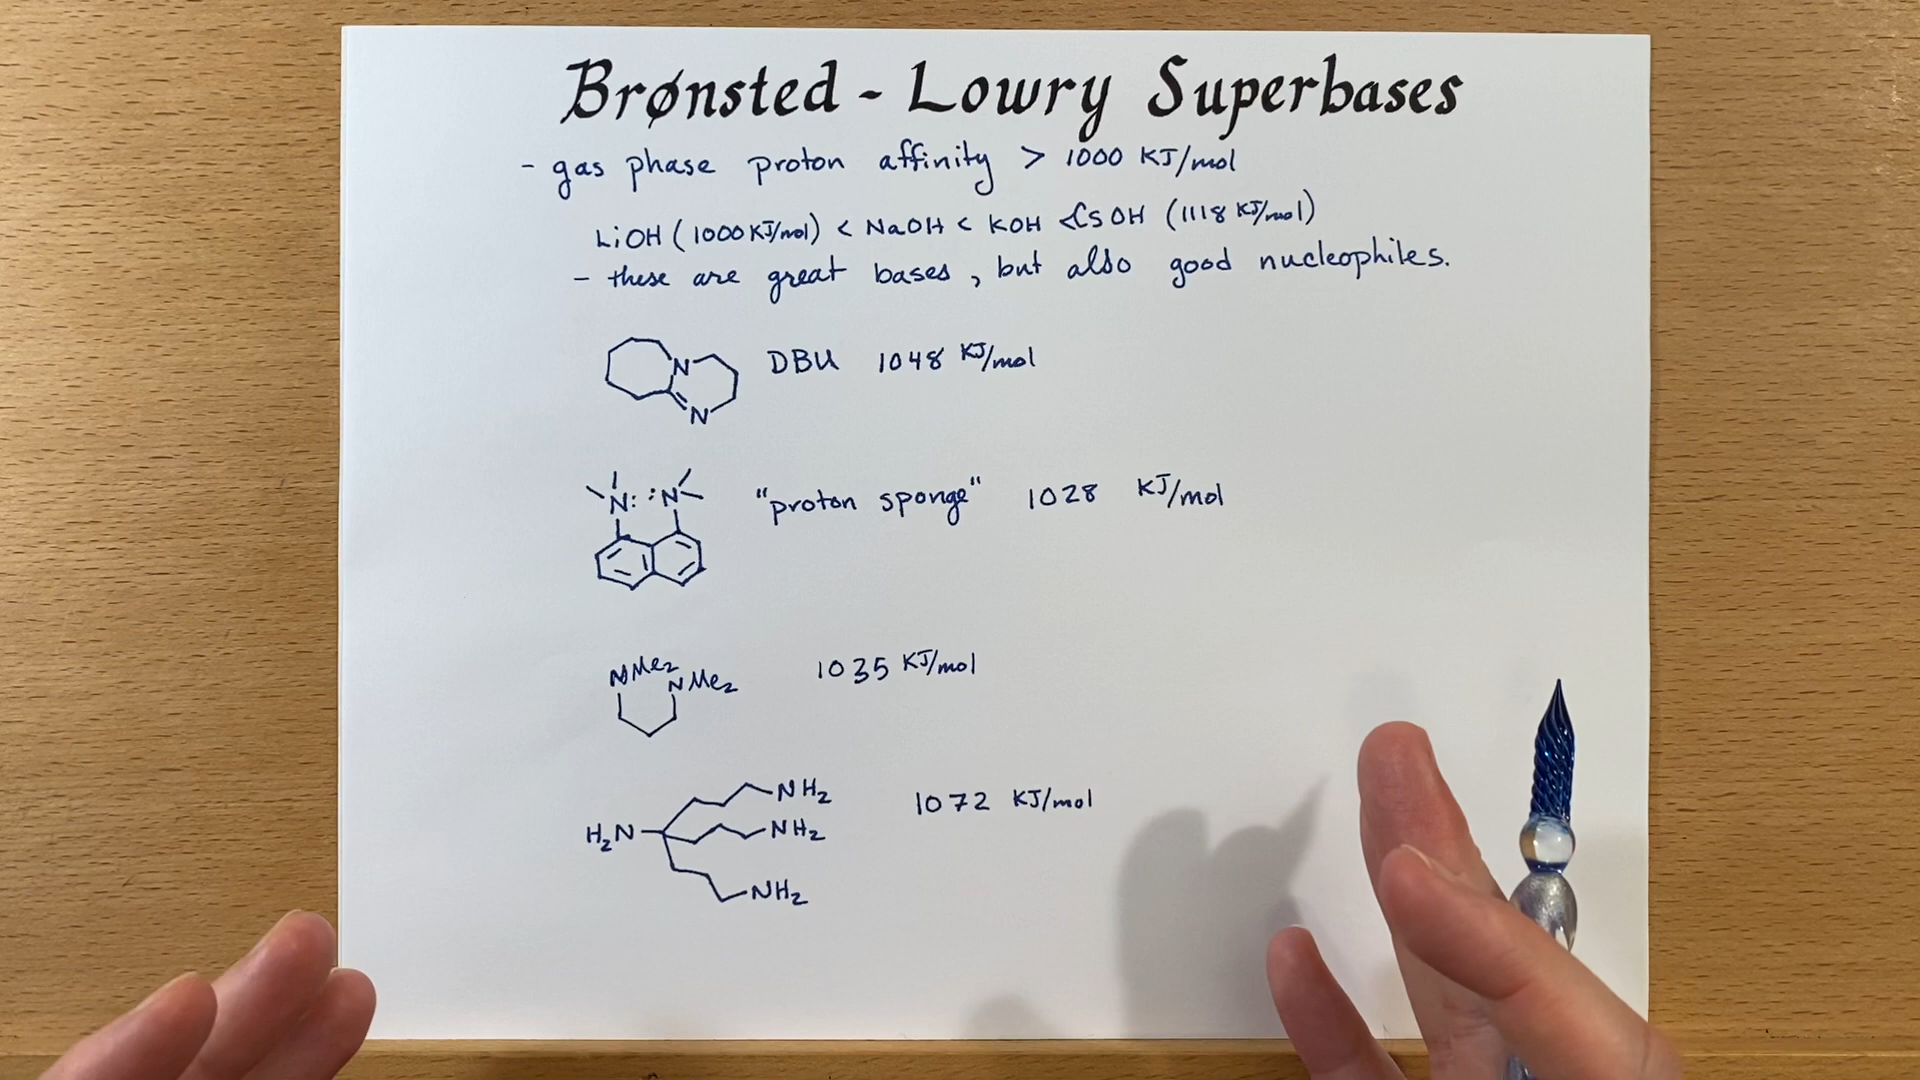 Brønsted - Lowry Superbases
- gas phase proton affinity > 1000 KJ/mol
LiOH (1000 KJ/mol) < NaOH < KOH < CsOH (1118 KJ/mol)
- these are great bases, but also good nucleophiles.
N
N
DBU 1048 KJ/mol
N: :N
"proton sponge" 1028 KJ/mol
NMe2
NMe2
1035 KJ/mol
NH2
H2N
NH2
NH2
1072 KJ/mol